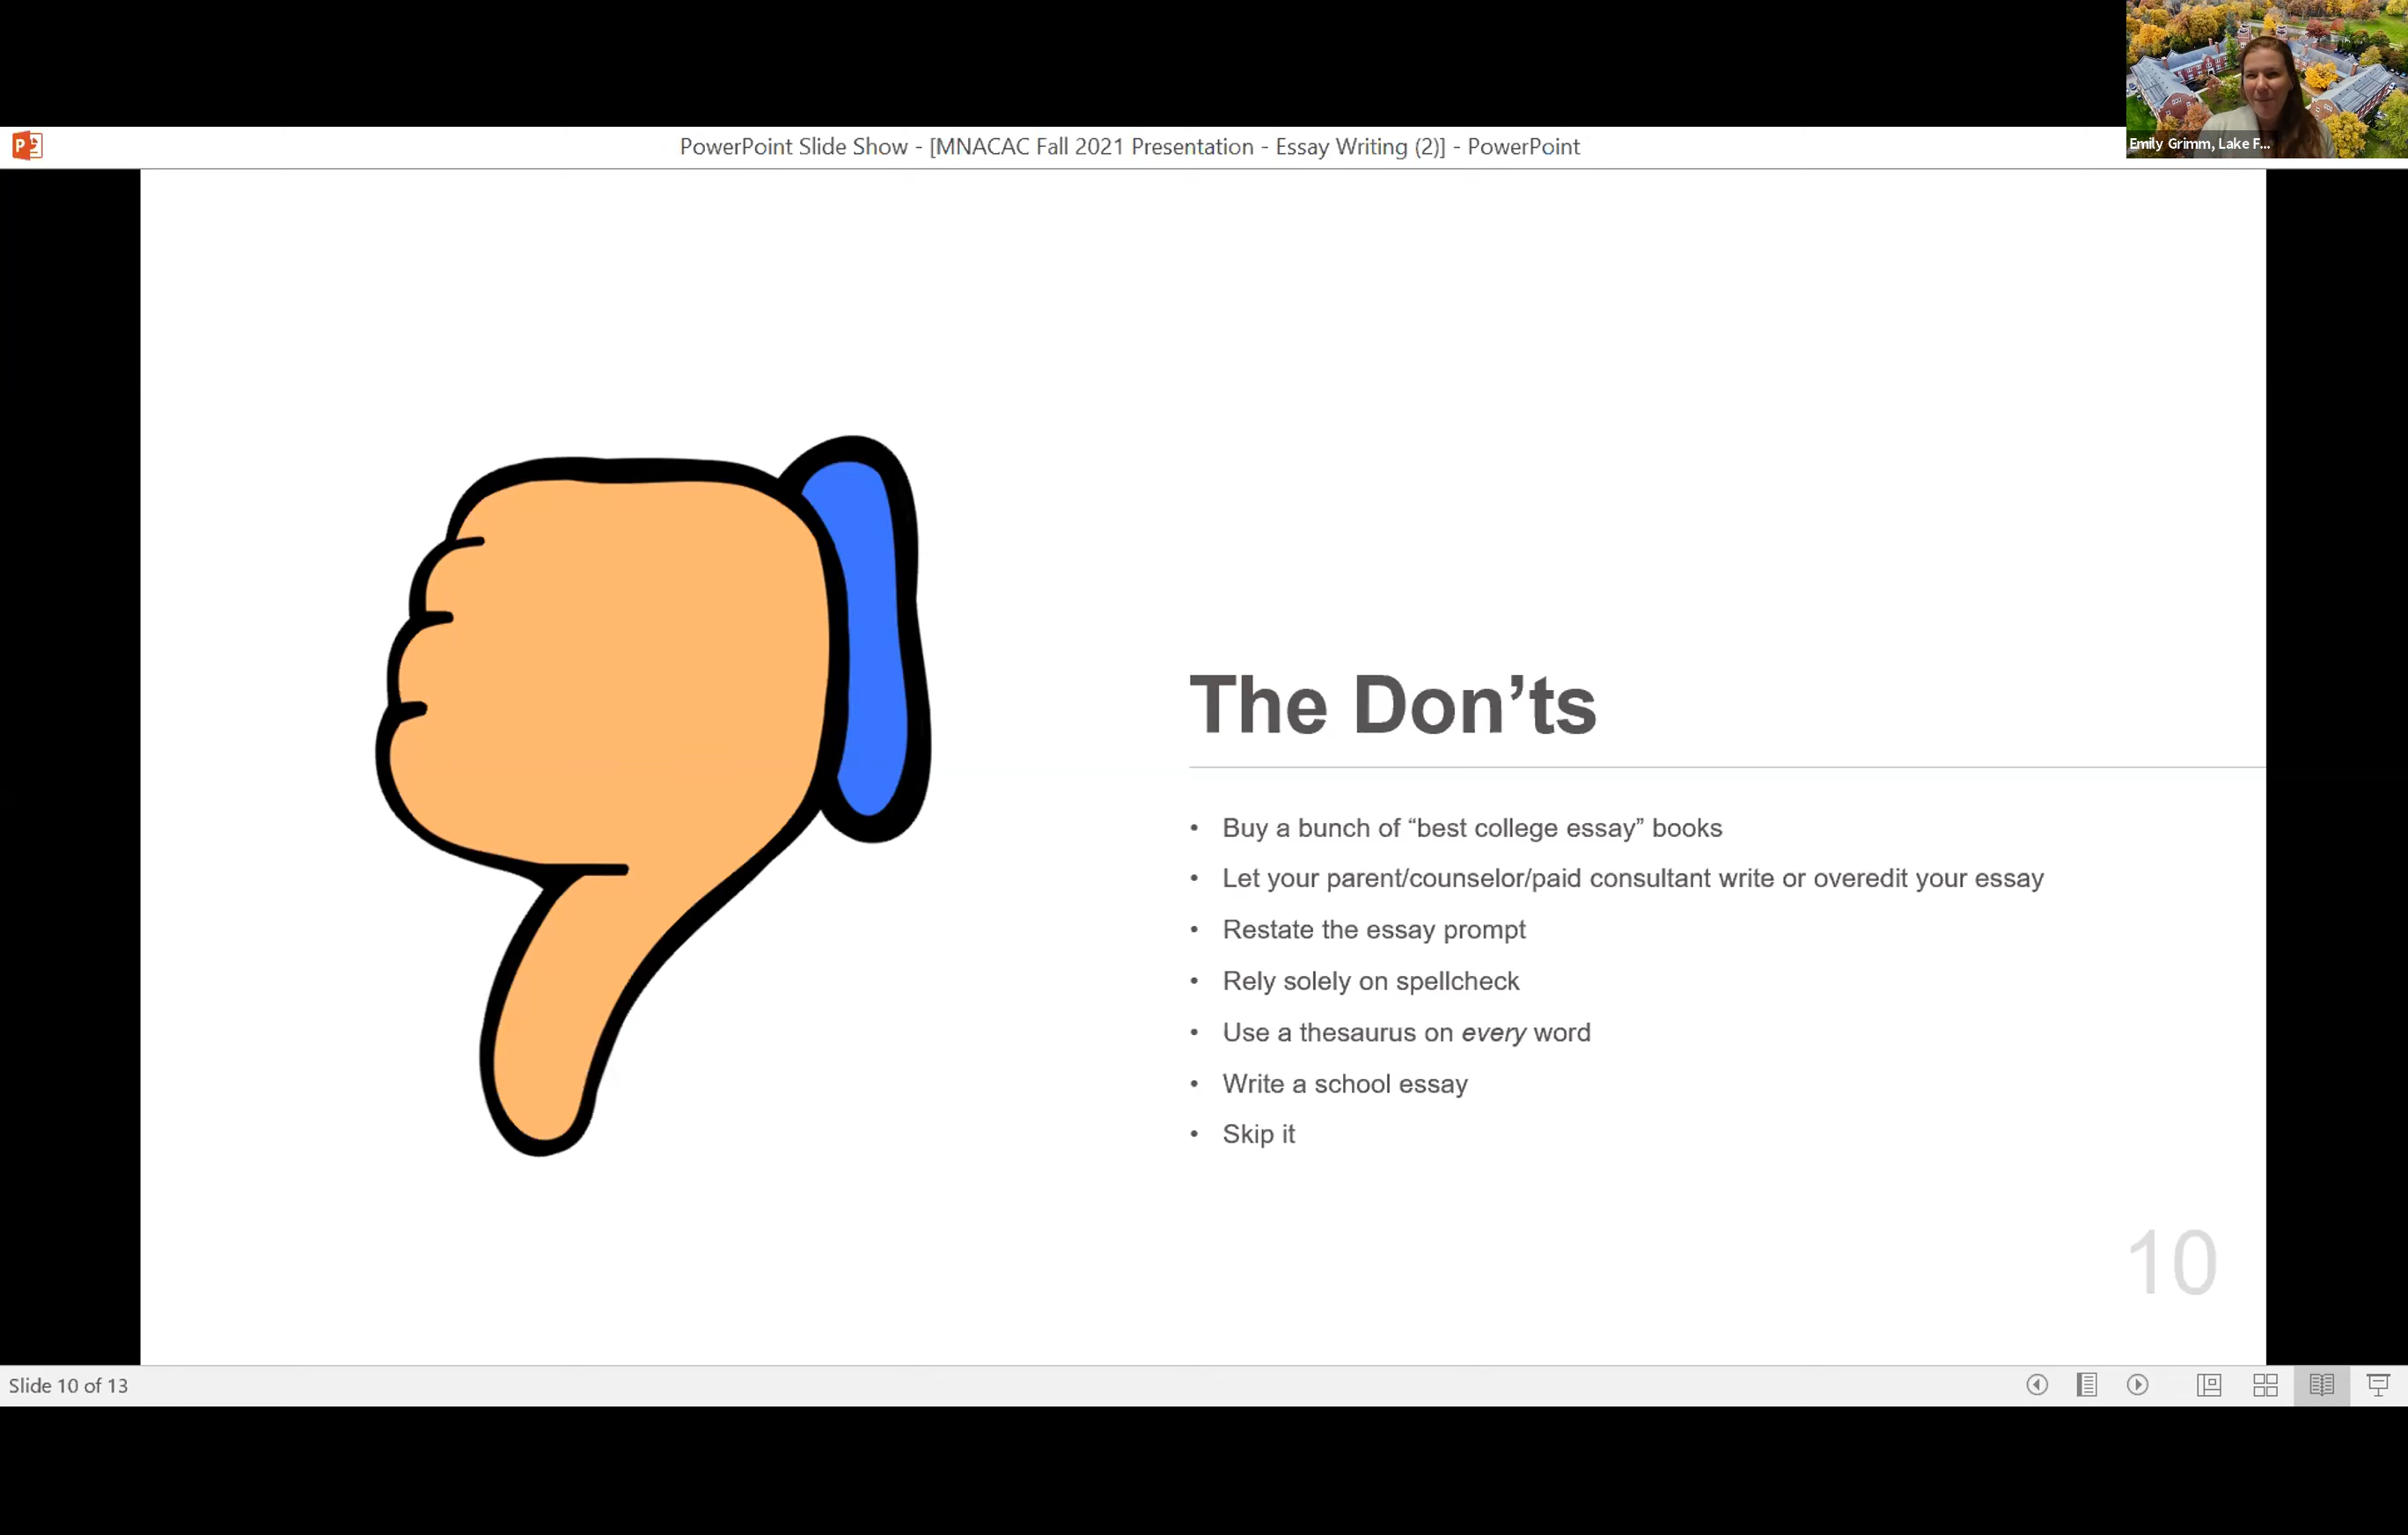 PowerPoint Slide Show - [MNACAC Fall 2021 Presentation - Essay Writing (2)] - PowerPoint
Emily Grimm, Lake F...
The Don’ts
• Buy a bunch of “best college essay” books
• Let your parent/counselor/paid consultant write or overedit your essay
• Restate the essay prompt
• Rely solely on spellcheck
• Use a thesaurus on every word
• Write a school essay
• Skip it
10
Slide 10 of 13